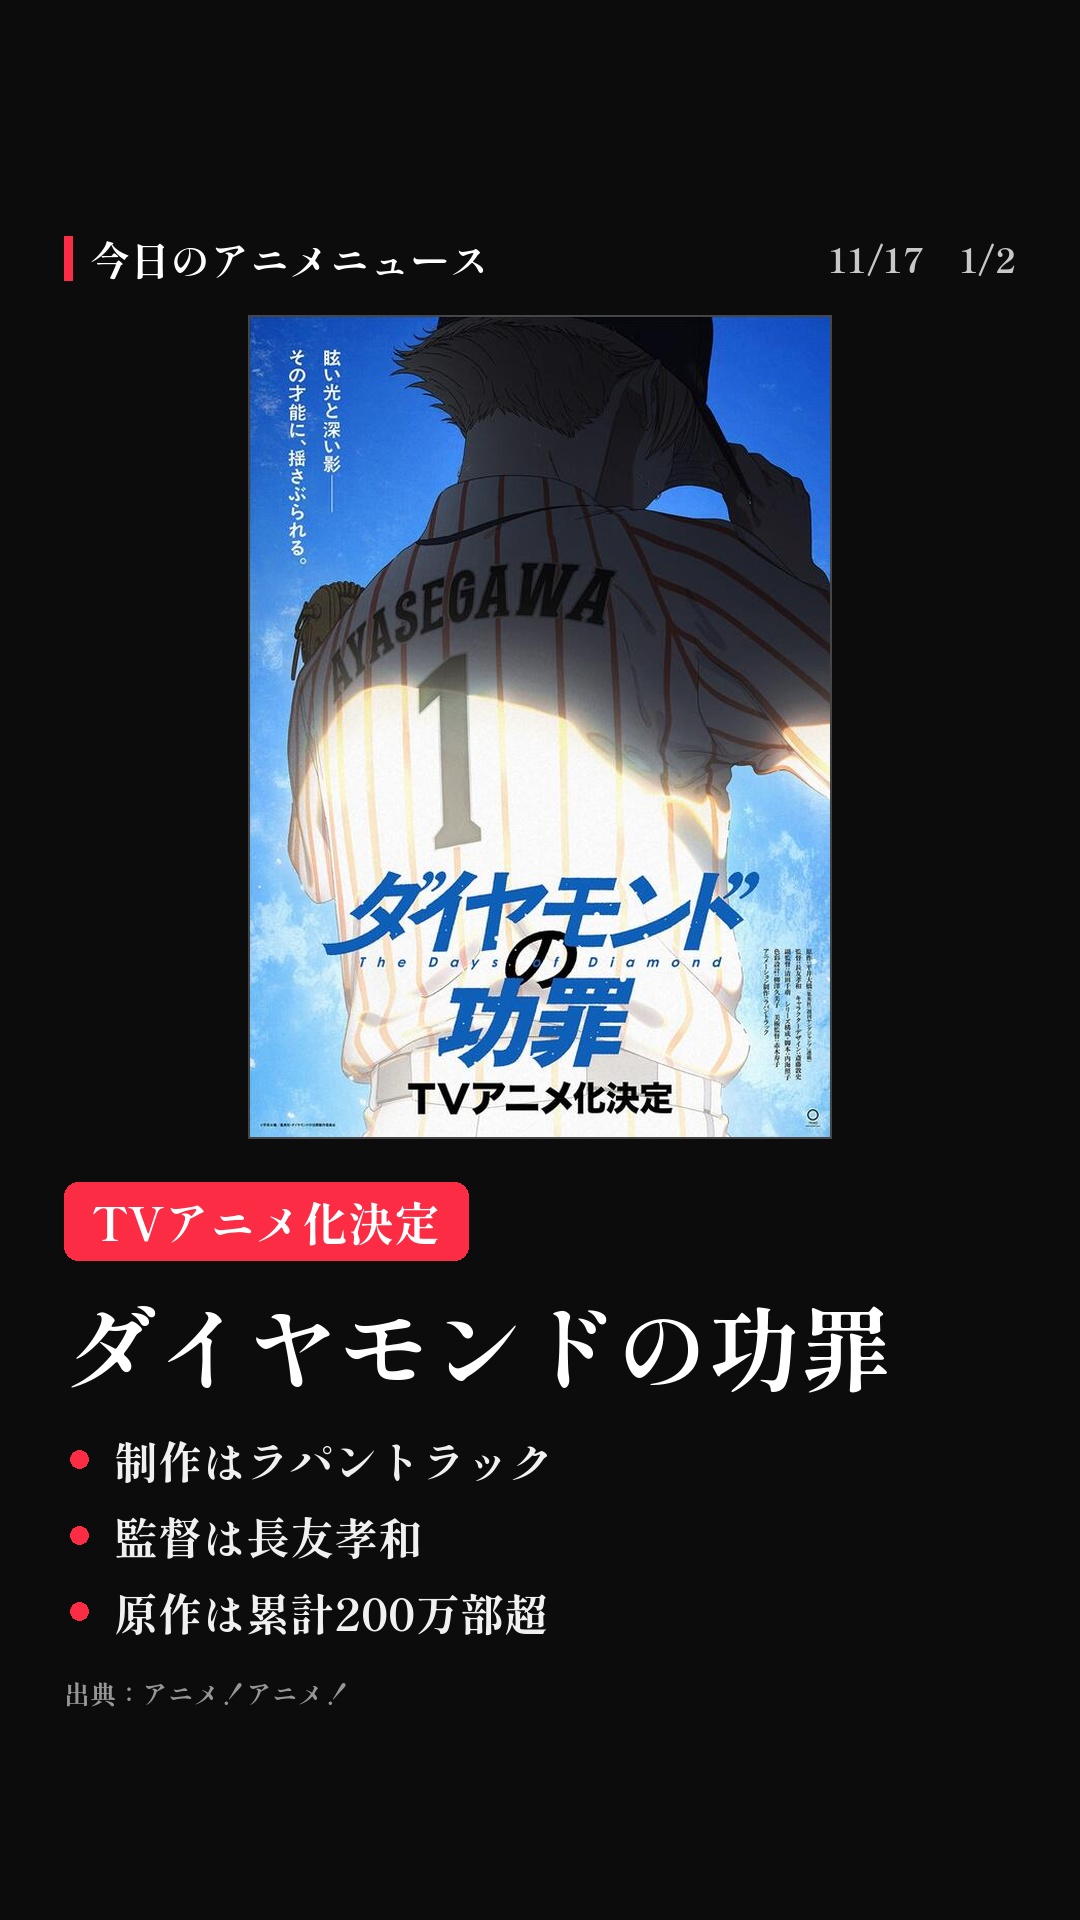 今日のアニメニュース
11/17 1/2
眩い光と深い影――
その才能に、揺さぶられる。
AYASEGAWA
1
ダイヤモンド
の
The Days of Diamond
功罪
TVアニメ化決定
TVアニメ化決定
ダイヤモンドの功罪
制作はラパントラック
監督は長友孝和
原作は累計200万部超
出典：アニメ！アニメ！